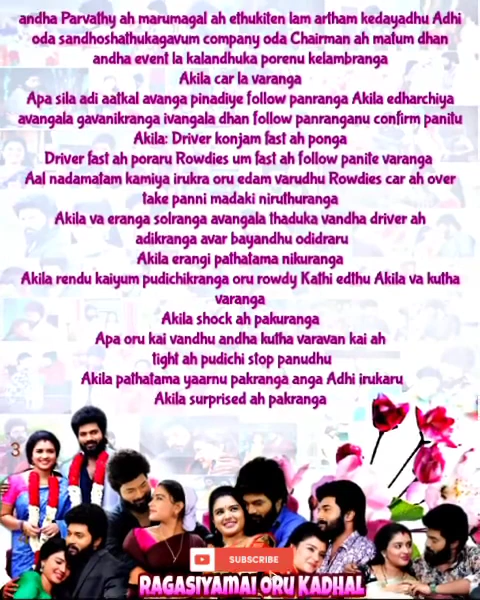 andha Parvathy ah marumagal ah ethukiten lam artham kedayadhu Adhi
oda sandhoshathukagavum company oda Chairman ah matum dhan
andha event la kalandhuka porenu kelambranga
Akila car la varanga
Apa sila adi aatkal avanga pinadiye follow panranga Akila edharchiya
avangala gavanikranga ivangala dhan follow panranganu confirm panitu
Akila: Driver konjam fast ah ponga
Driver fast ah poraru Rowdies um fast ah follow panite varanga
Aal nadamatam kamiya irukra oru edam varudhu Rowdies car ah over
take panni madaki niruthuranga
Akila va eranga solranga avangala thaduka vandha driver ah
adikranga avar bayandhu odidraru
Akila erangi pathatama nikuranga
Akila rendu kaiyum pudichikranga oru rowdy Kathi edthu Akila va kutha
varanga
Akila shock ah pakuranga
Apa oru kai vandhu andha kutha varavan kai ah
tight ah pudichi stop panudhu
Akila pathatama yaarnu pakranga anga Adhi irukaru
Akila surprised ah pakranga
3
SUBSCRIBE
RAGASIYAMAI ORU KADHAL